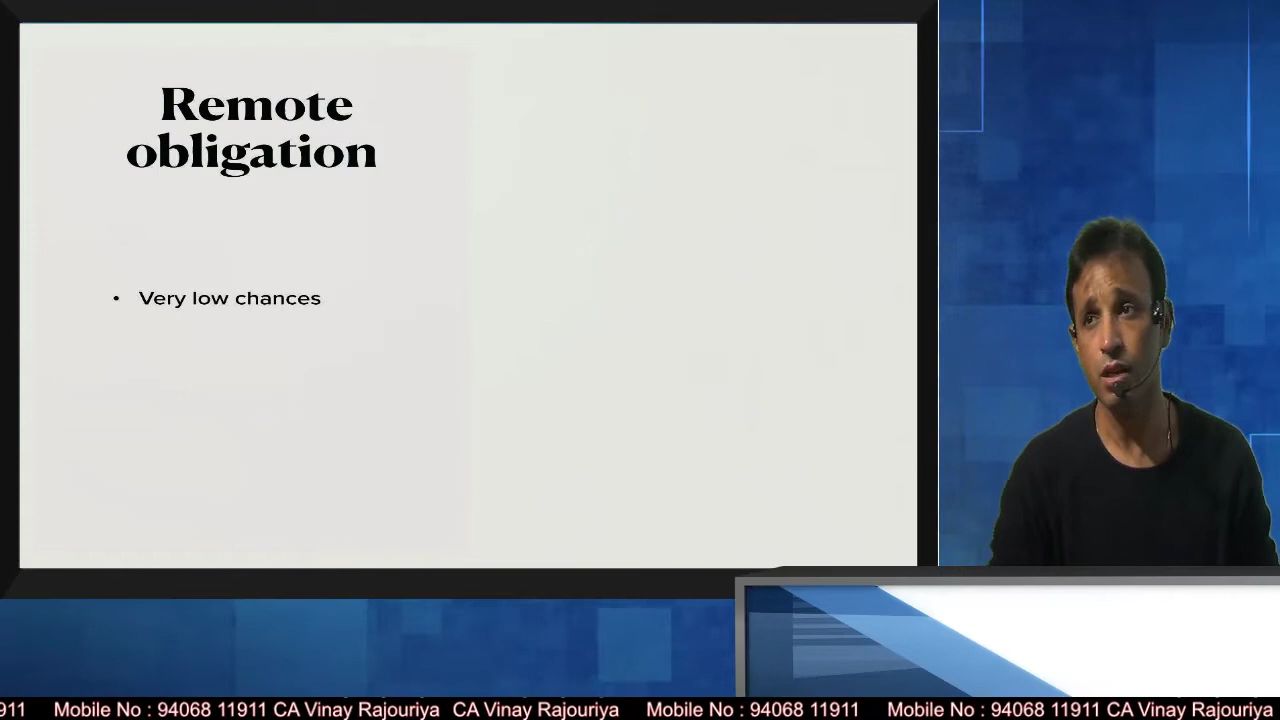 Remote
obligation
• Very low chances
911 Mobile No : 94068 11911 CA Vinay Rajouriya CA Vinay Rajouriya Mobile No : 94068 11911 Mobile No : 94068 11911 CA Vinay Rajouriya